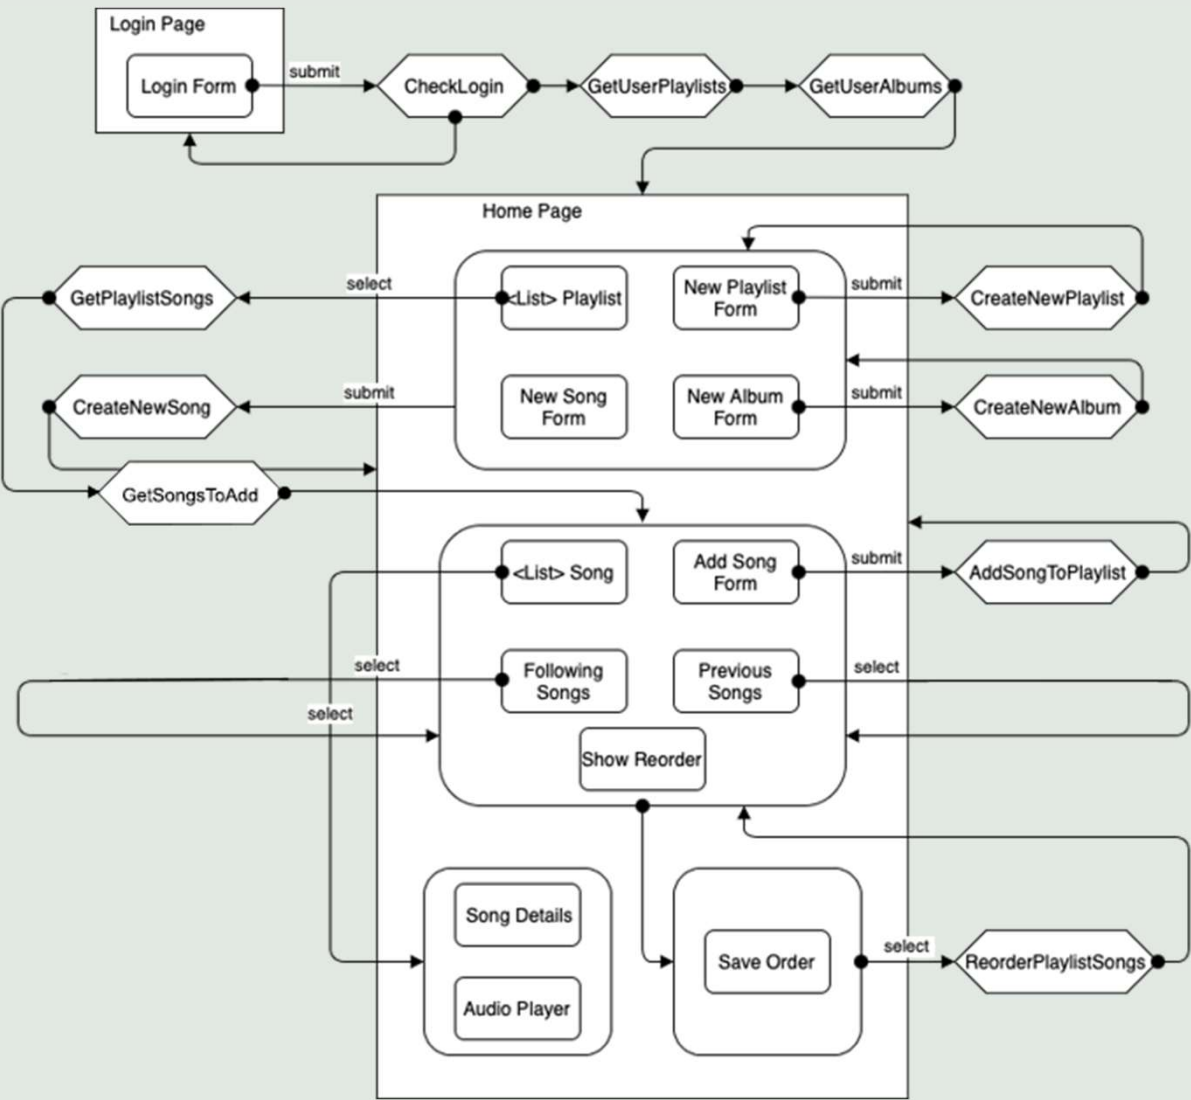 Login Page
Login Form
submit
CheckLogin
GetUserPlaylists
GetUserAlbums
Home Page
GetPlaylistSongs
select
<List> Playlist
New Playlist
Form
submit
CreateNewPlaylist
CreateNewSong
submit
New Song
Form
New Album
Form
submit
CreateNewAlbum
GetSongsToAdd
<List> Song
Add Song
Form
submit
AddSongToPlaylist
select
Following
Songs
Previous
Songs
select
select
Show Reorder
Song Details
Audio Player
Save Order
select
ReorderPlaylistSongs